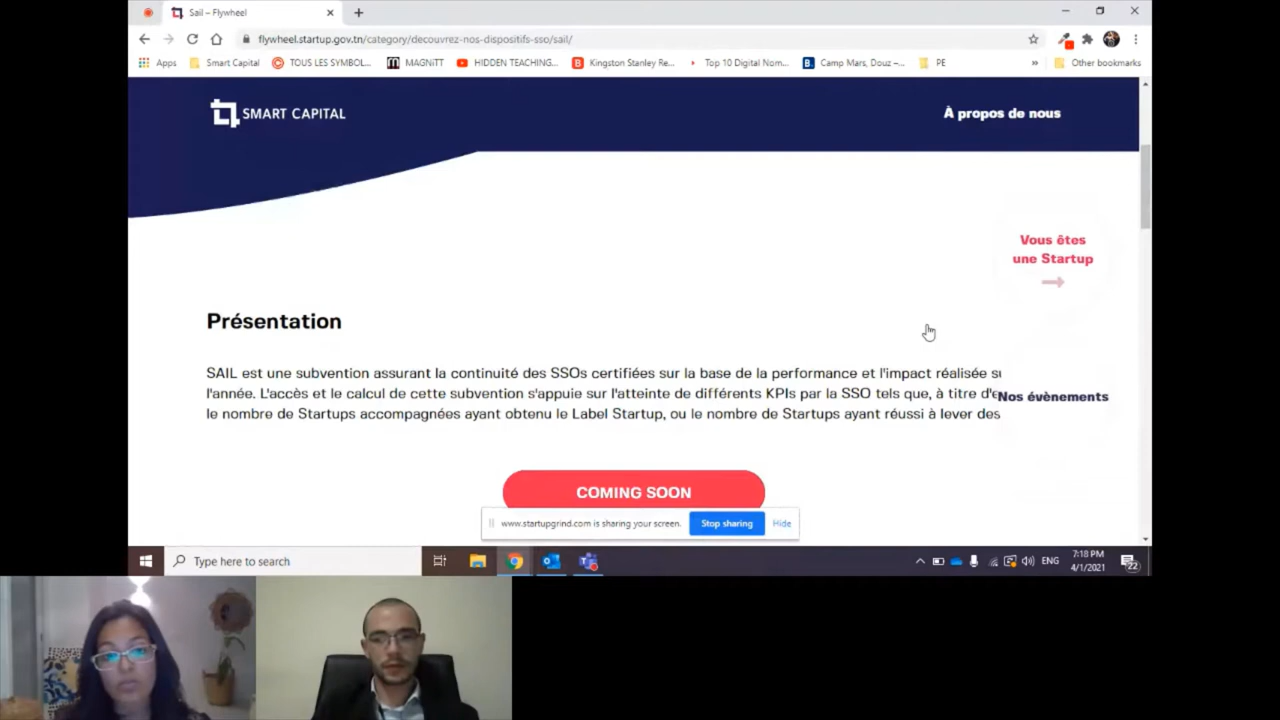 Sail – Flywheel
flywheel.startup.gov.tn/category/decouvrez-nos-dispositifs-sso/sail/
Apps Smart Capital TOUS LES SYMBOL... MAGNiTT HIDDEN TEACHING... Kingston Stanley Re... Top 10 Digital Nom... Camp Mars, Douz –... PE » Other bookmarks
SMART CAPITAL
À propos de nous
Vous êtes
une Startup
Présentation
SAIL est une subvention assurant la continuité des SSOs certifiées sur la base de la performance et l'impact réalisée su
l'année. L'accès et le calcul de cette subvention s'appuie sur l'atteinte de différents KPIs par la SSO tels que, à titre d'e
Nos évènements
le nombre de Startups accompagnées ayant obtenu le Label Startup, ou le nombre de Startups ayant réussi à lever des
COMING SOON
www.startupgrind.com is sharing your screen. Stop sharing Hide
Type here to search
ENG
7:18 PM
4/1/2021
22